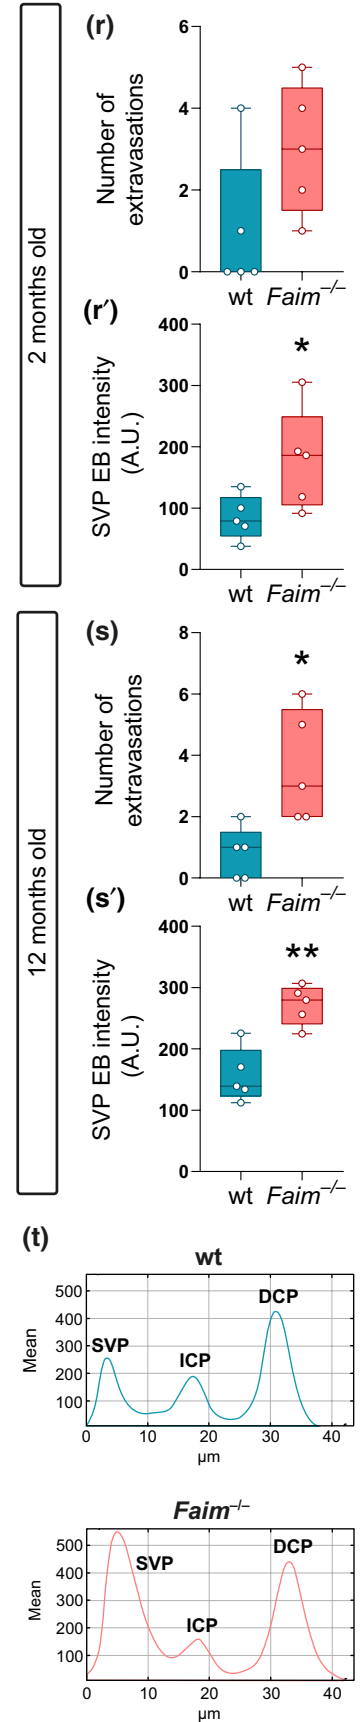 2 months old
(r)
Number of
extravasations
6
4
2
0
wt Faim–/–
(r′)
SVP EB intensity
(A.U.)
400
300
200
100
0
*
wt Faim–/–
12 months old
(s)
Number of
extravasations
8
6
4
2
0
*
wt Faim–/–
(s′)
SVP EB intensity
(A.U.)
400
300
200
100
0
**
wt Faim–/–
(t)
wt
Mean
500
400
300
200
100
SVP
ICP
DCP
0 10 20 30 40
µm
Faim–/–
Mean
500
400
300
200
100
SVP
ICP
DCP
0 10 20 30 40
µm